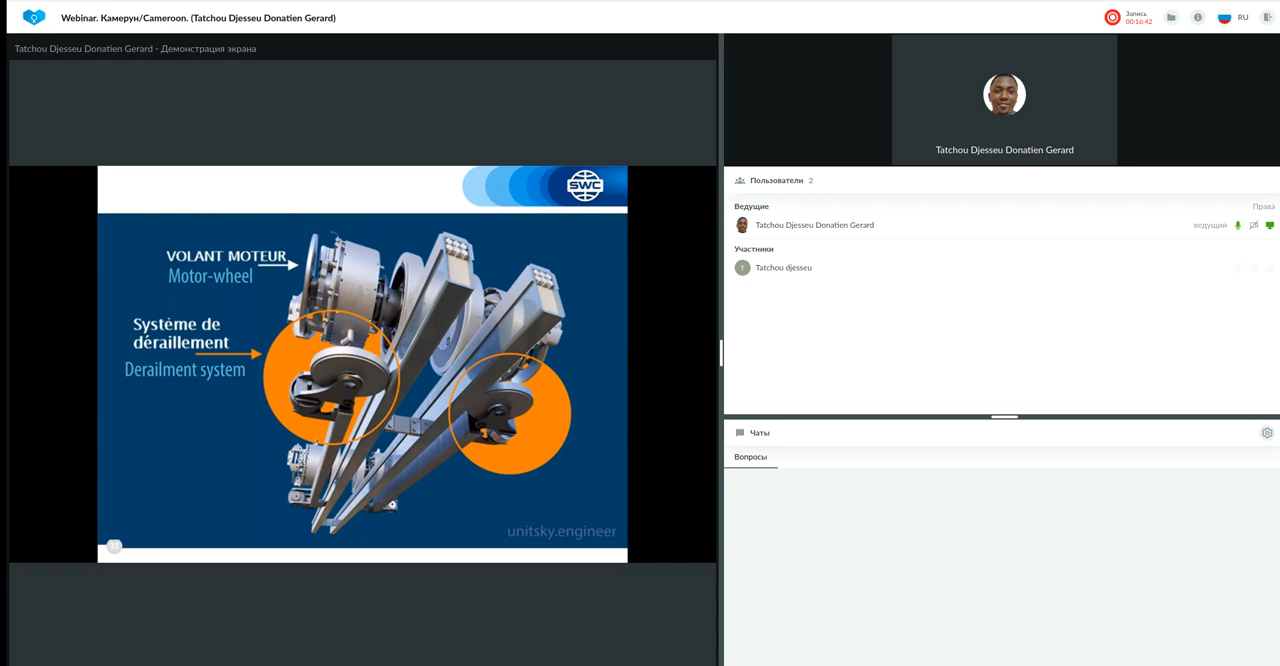 Webinar. Камерун/Cameroon. (Tatchou Djesseu Donatien Gerard)
Запись
00:16:42
RU
Tatchou Djesseu Donatien Gerard - Демонстрация экрана
SWC
VOLANT MOTEUR
Motor-wheel
Système de
déraillement
Derailment system
unitsky.engineer
Tatchou Djesseu Donatien Gerard
Пользователи 2
Ведущие Права
Tatchou Djesseu Donatien Gerard ведущий
Участники
T Tatchou djesseu
Чаты
Вопросы